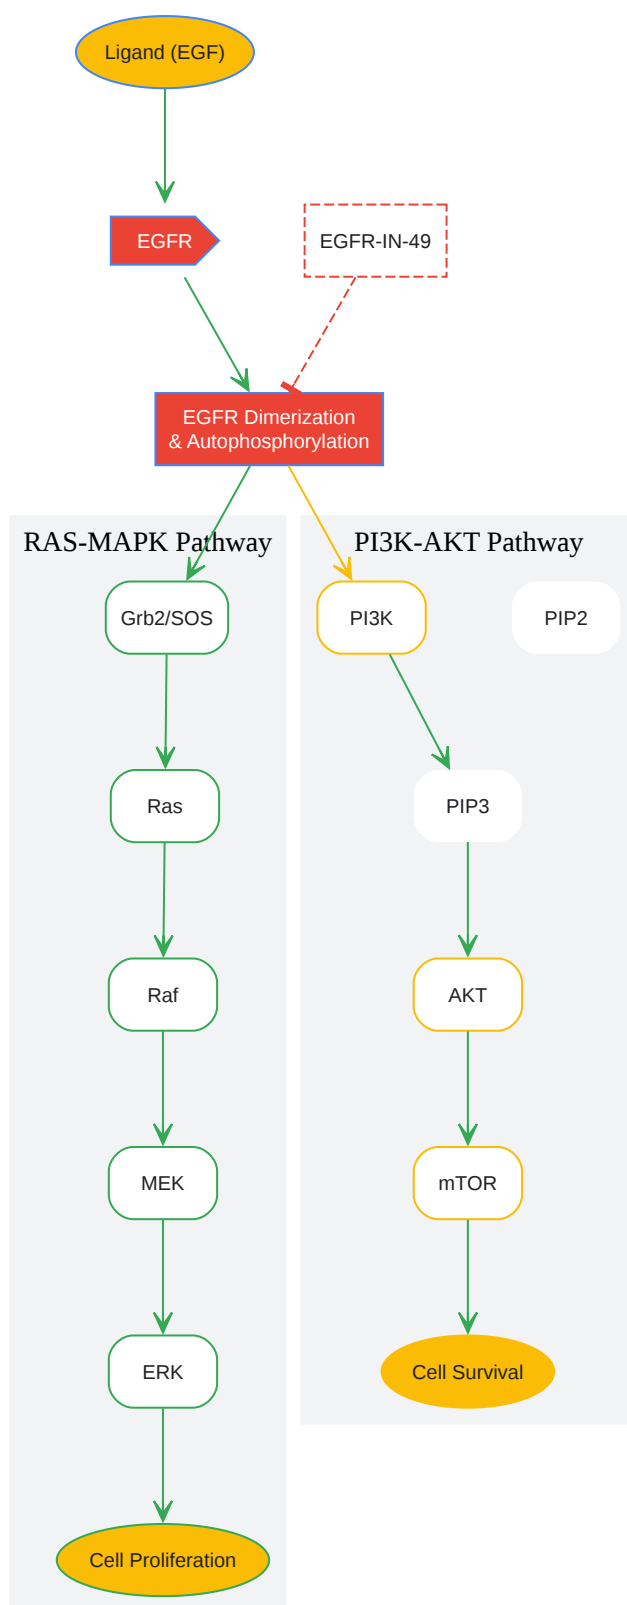 Ligand (EGF)
EGFR
EGFR-IN-49
EGFR Dimerization
& Autophosphorylation
RAS-MAPK Pathway
PI3K-AKT Pathway
Grb2/SOS
PI3K
PIP2
Ras
PIP3
Raf
AKT
MEK
mTOR
ERK
Cell Survival
Cell Proliferation